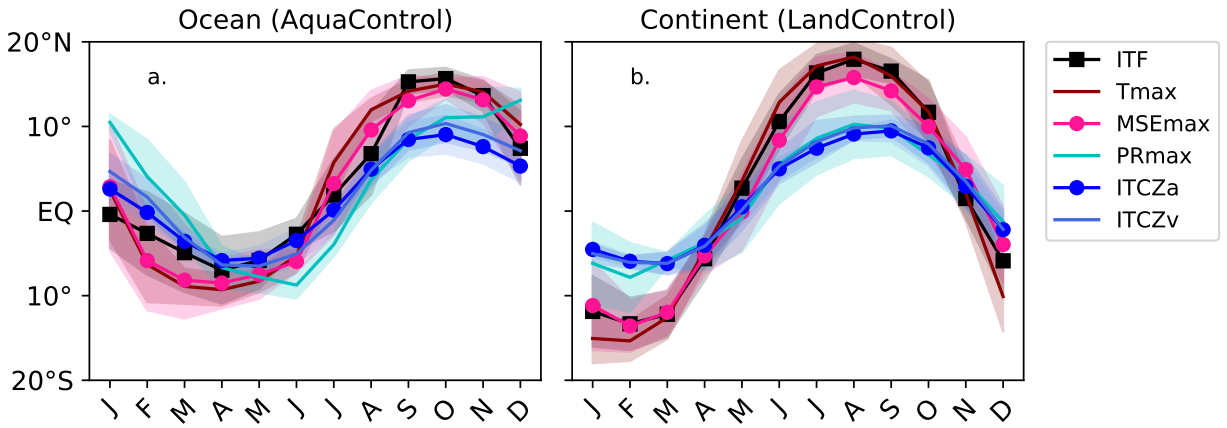 Ocean (AquaControl)
Continent (LandControl)
20°N
10°
EQ
10°
20°S
a.
b.
J F M A M J J A S O N D
J F M A M J J A S O N D
ITF
Tmax
MSEmax
PRmax
ITCZa
ITCZv